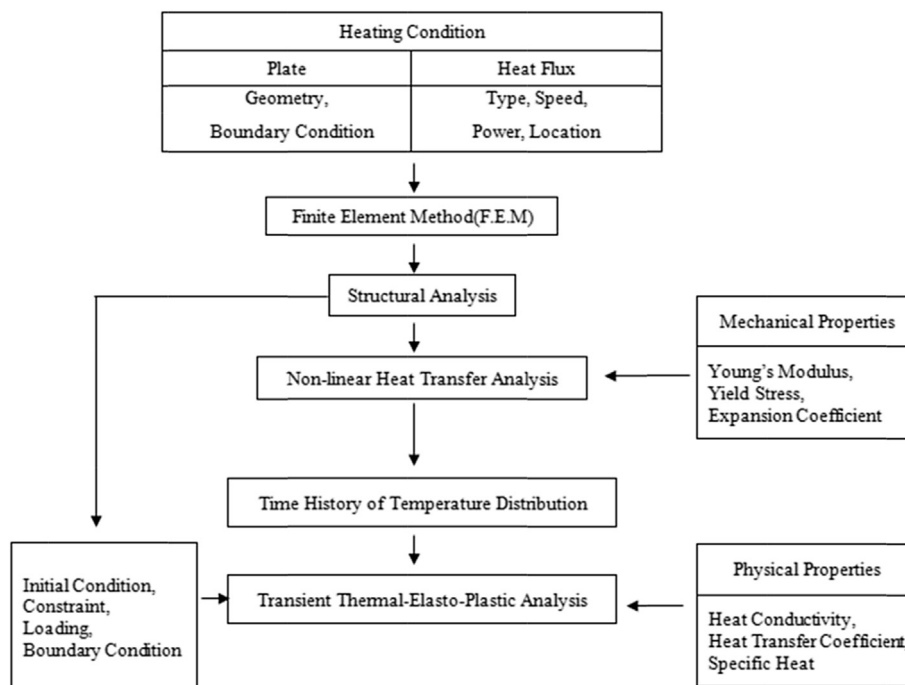 Heating Condition
Plate
Heat Flux
Geometry,
Boundary Condition
Type, Speed,
Power, Location
Finite Element Method(F.E.M)
Structural Analysis
Mechanical Properties
Young's Modulus,
Yield Stress,
Expansion Coefficient
Non-linear Heat Transfer Analysis
Time History of Temperature Distribution
Initial Condition,
Constraint,
Loading,
Boundary Condition
Transient Thermal-Elasto-Plastic Analysis
Physical Properties
Heat Conductivity,
Heat Transfer Coefficient,
Specific Heat